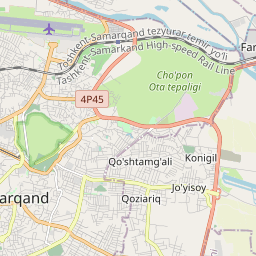 Toshkent-Samarqand tezyurar temir yo'li
Tashkent-Samarkand High-speed Rail Line
Cho'pon
Ota tepaligi
4P45
Qo'shtamg'ali
Konigil
Jo'yisoy
arqand
Qoziariq
Far